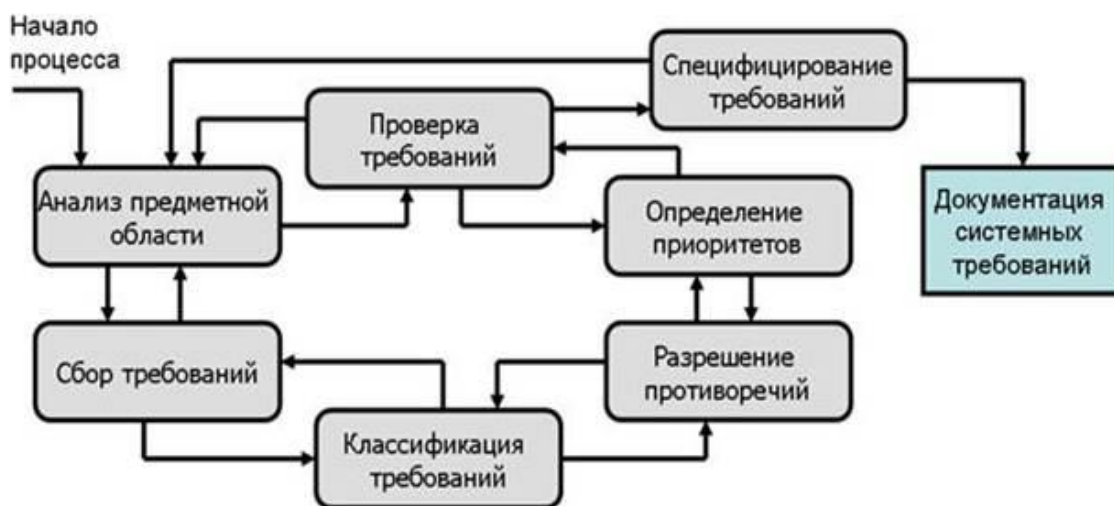 Начало
процесса
Спецификация
требований
Проверка
требований
Анализ предметной
области
Определение
приоритетов
Документация
системных
требований
Сбор требований
Разрешение
противоречий
Классификация
требований